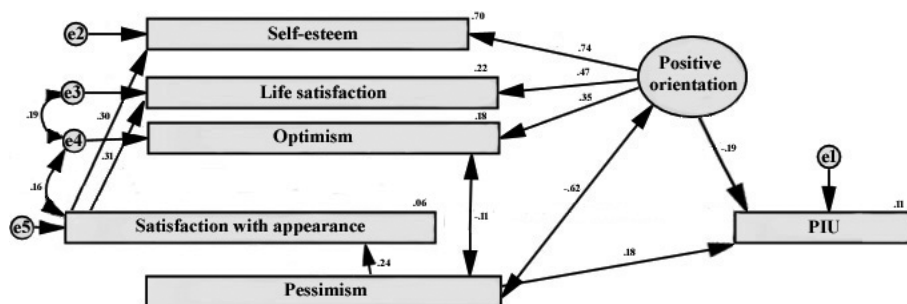 .70
e2
Self-esteem
.74
Positive
orientation
.22
.47
e3
Life satisfaction
.35
.19
.30
.18
e4
Optimism
.31
-.19
e1
.16
-.62
-.11
.06
.11
e5
Satisfaction with appearance
PIU
.24
.18
Pessimism